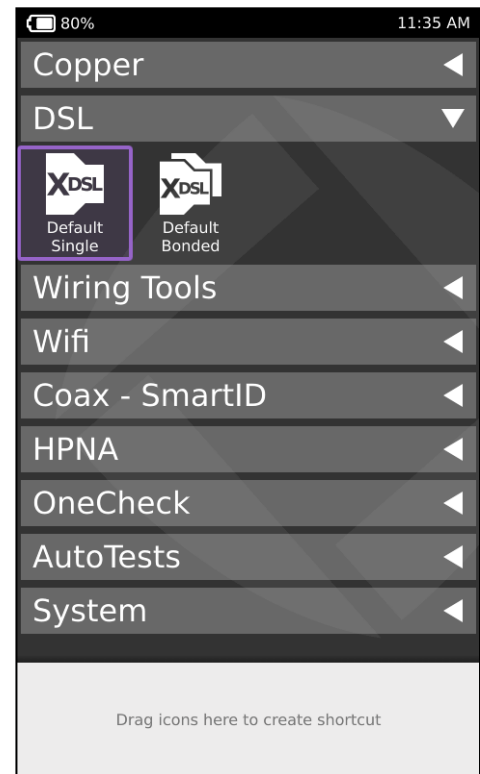 80% 11:35 AM
Copper
DSL
XDSL XDSL
Default Default
Single Bonded
Wiring Tools
Wifi
Coax - SmartID
HPNA
OneCheck
AutoTests
System
Drag icons here to create shortcut